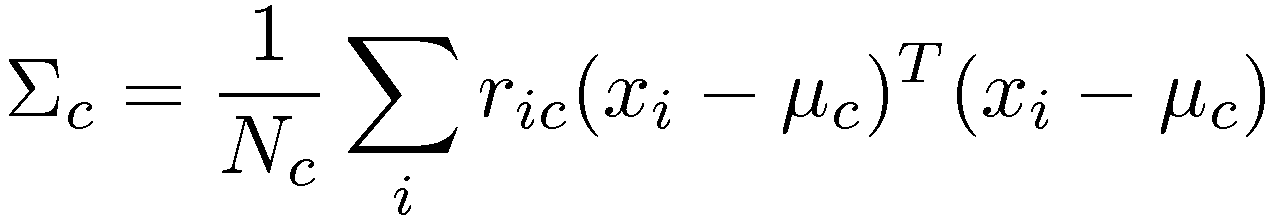 Σ_c = \frac{1}{N_c} \sum_i r_{ic}(x_i − μ_c)^T(x_i − μ_c)